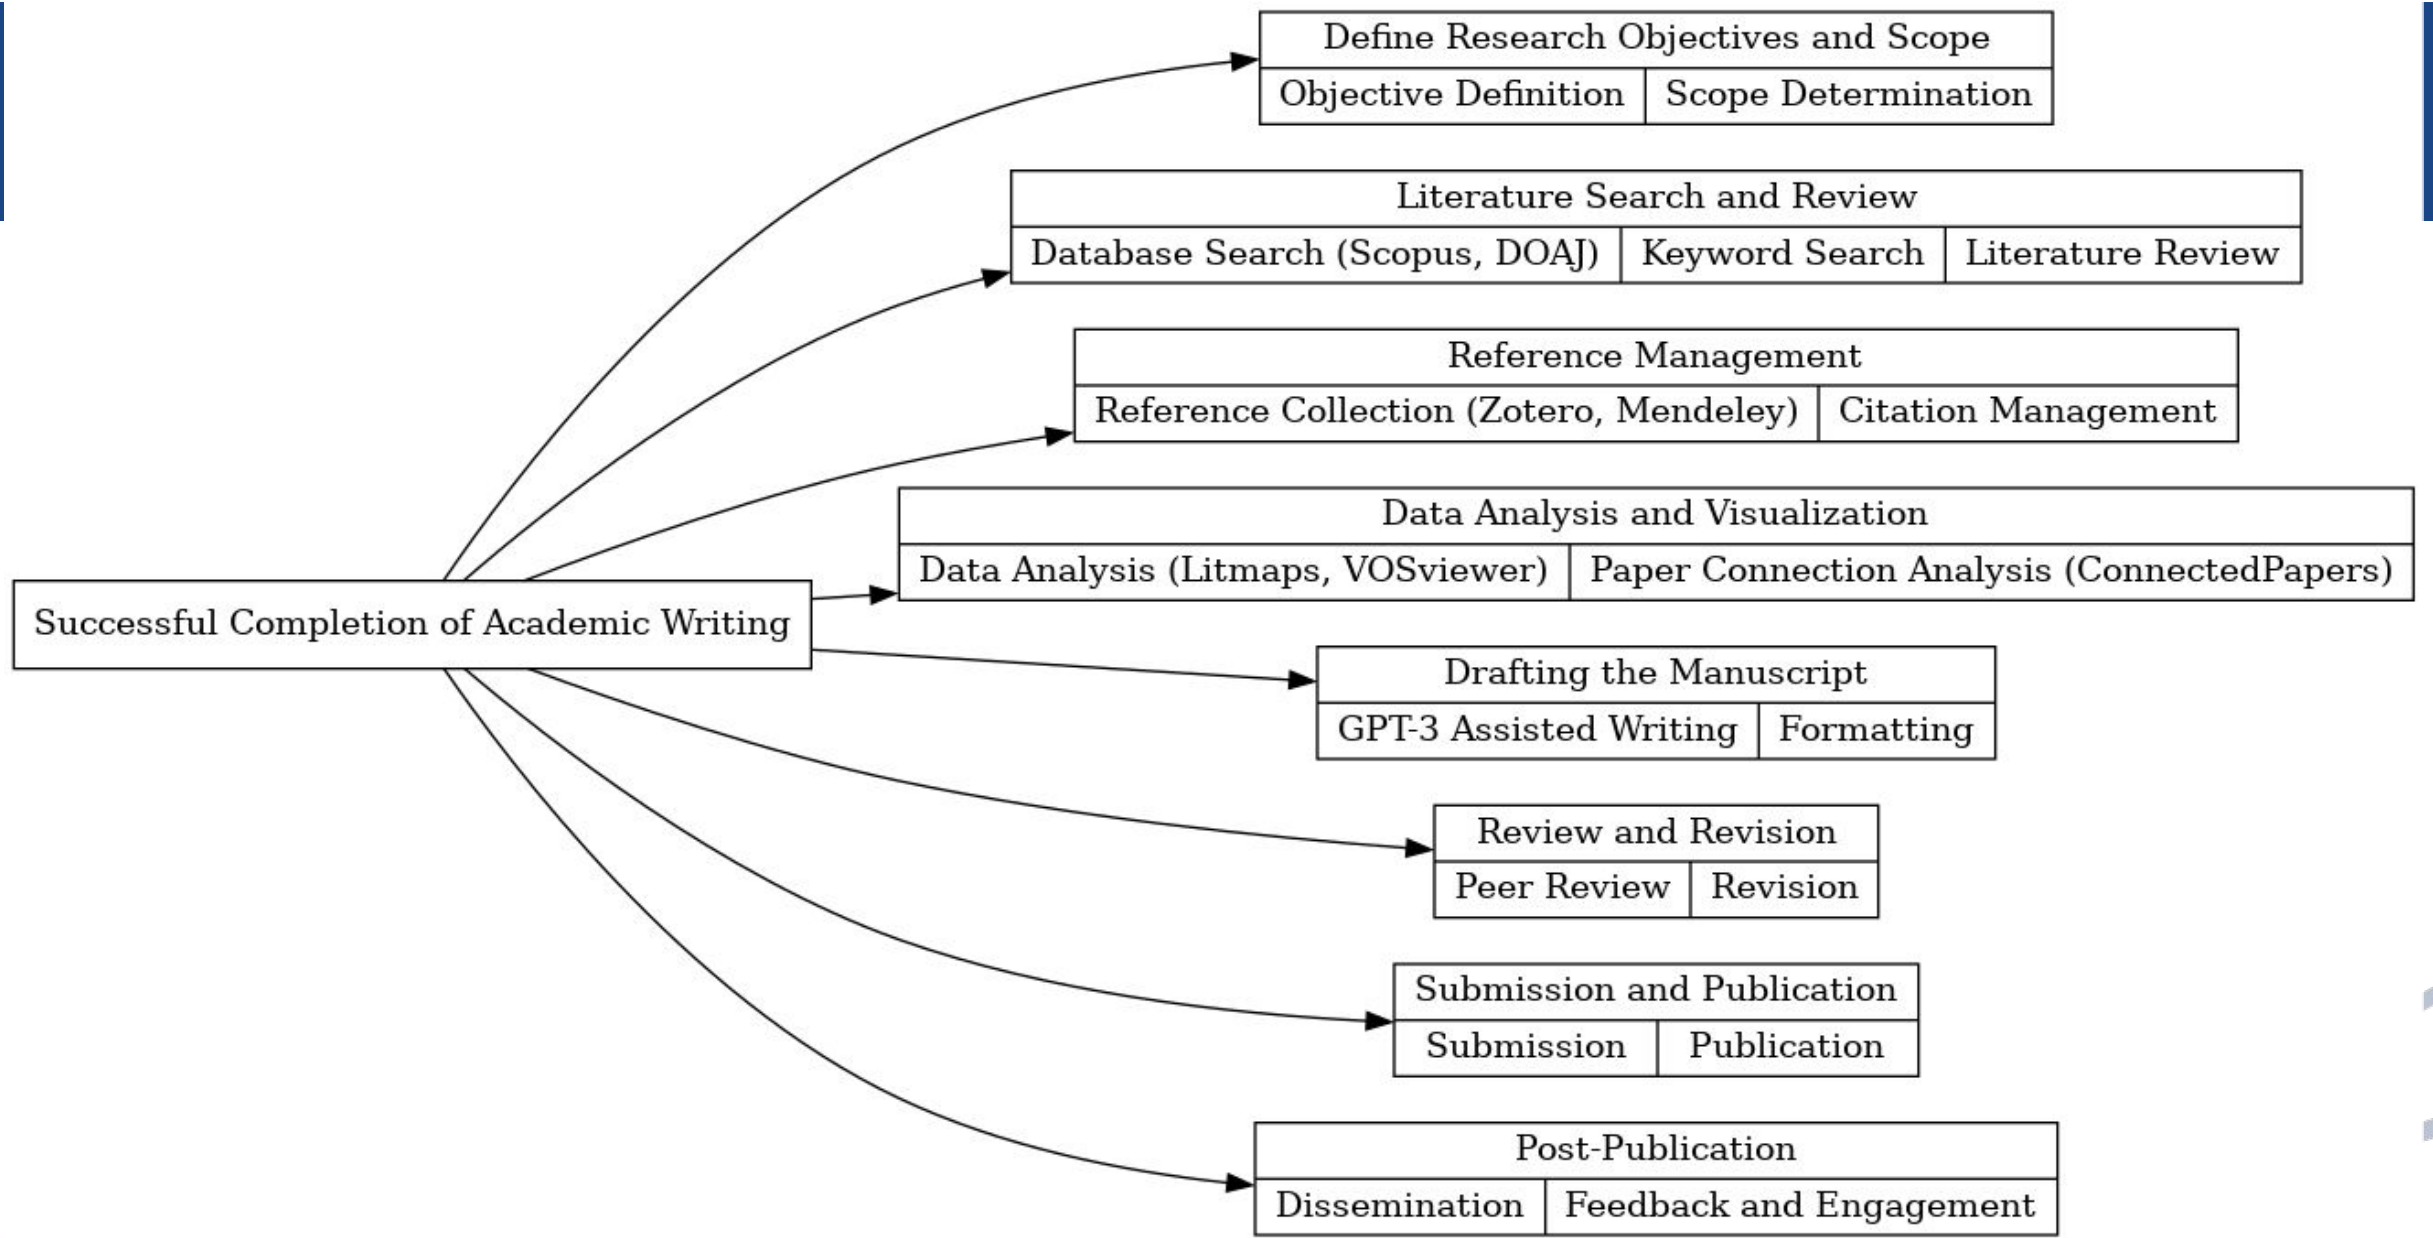 Define Research Objectives and Scope
Objective Definition
Scope Determination
Literature Search and Review
Database Search (Scopus, DOAJ)
Keyword Search
Literature Review
Reference Management
Reference Collection (Zotero, Mendeley)
Citation Management
Data Analysis and Visualization
Data Analysis (Litmaps, VOSviewer)
Paper Connection Analysis (ConnectedPapers)
Successful Completion of Academic Writing
Drafting the Manuscript
GPT-3 Assisted Writing
Formatting
Review and Revision
Peer Review
Revision
Submission and Publication
Submission
Publication
Post-Publication
Dissemination
Feedback and Engagement